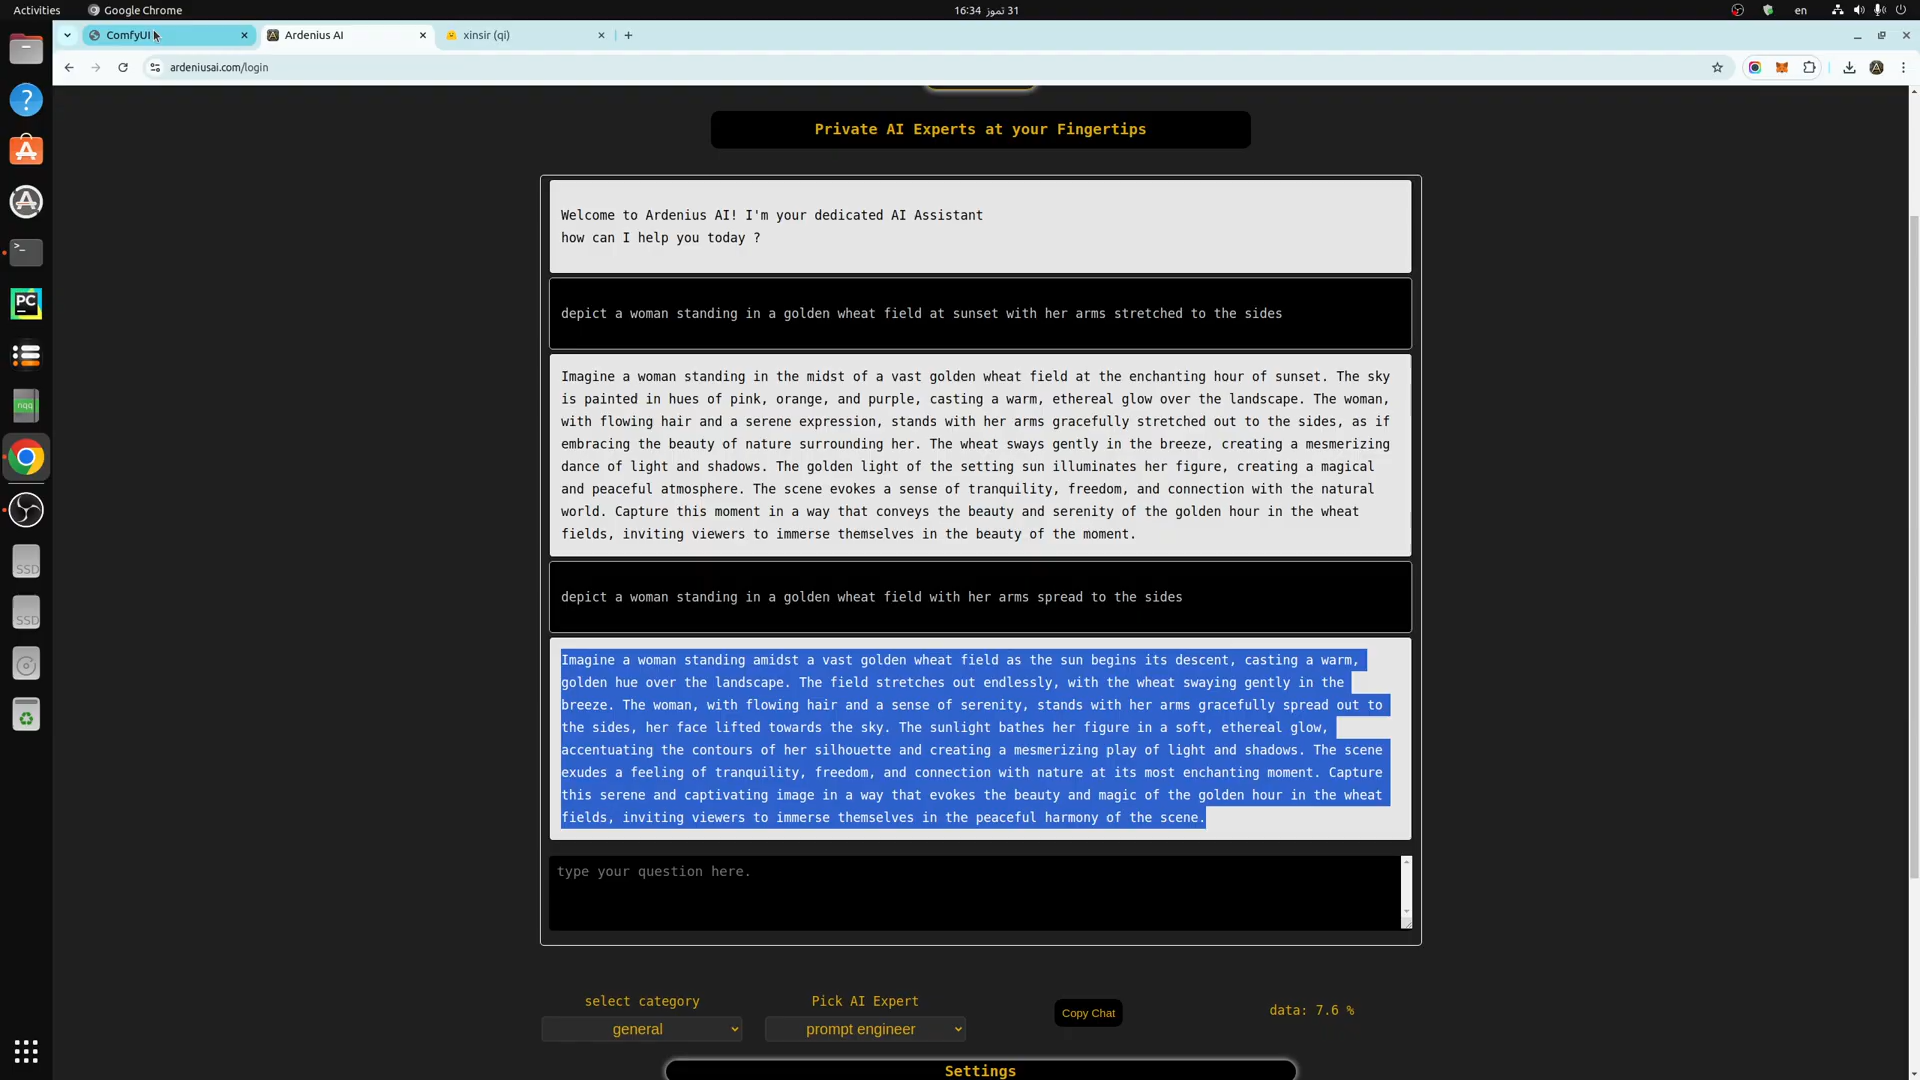 Activities
Google Chrome
16:34 تموز 31
en
ComfyUI
Ardenius AI
xinsir (qi)
ardeniusai.com/login
Private AI Experts at your Fingertips
Welcome to Ardenius AI! I'm your dedicated AI Assistant
how can I help you today ?
depict a woman standing in a golden wheat field at sunset with her arms stretched to the sides
Imagine a woman standing in the midst of a vast golden wheat field at the enchanting hour of sunset. The sky
is painted in hues of pink, orange, and purple, casting a warm, ethereal glow over the landscape. The woman,
with flowing hair and a serene expression, stands with her arms gracefully stretched out to the sides, as if
embracing the beauty of nature surrounding her. The wheat sways gently in the breeze, creating a mesmerizing
dance of light and shadows. The golden light of the setting sun illuminates her figure, creating a magical
and peaceful atmosphere. The scene evokes a sense of tranquility, freedom, and connection with the natural
world. Capture this moment in a way that conveys the beauty and serenity of the golden hour in the wheat
fields, inviting viewers to immerse themselves in the beauty of the moment.
depict a woman standing in a golden wheat field with her arms spread to the sides
Imagine a woman standing amidst a vast golden wheat field as the sun begins its descent, casting a warm,
golden hue over the landscape. The field stretches out endlessly, with the wheat swaying gently in the
breeze. The woman, with flowing hair and a sense of serenity, stands with her arms gracefully spread out to
the sides, her face lifted towards the sky. The sunlight bathes her figure in a soft, ethereal glow,
accentuating the contours of her silhouette and creating a mesmerizing play of light and shadows. The scene
exudes a feeling of tranquility, freedom, and connection with nature at its most enchanting moment. Capture
this serene and captivating image in a way that evokes the beauty and magic of the golden hour in the wheat
fields, inviting viewers to immerse themselves in the peaceful harmony of the scene.
type your question here.
select category
Pick AI Expert
general
prompt engineer
Copy Chat
data: 7.6 %
Settings
PC
nqq
SSD
SSD